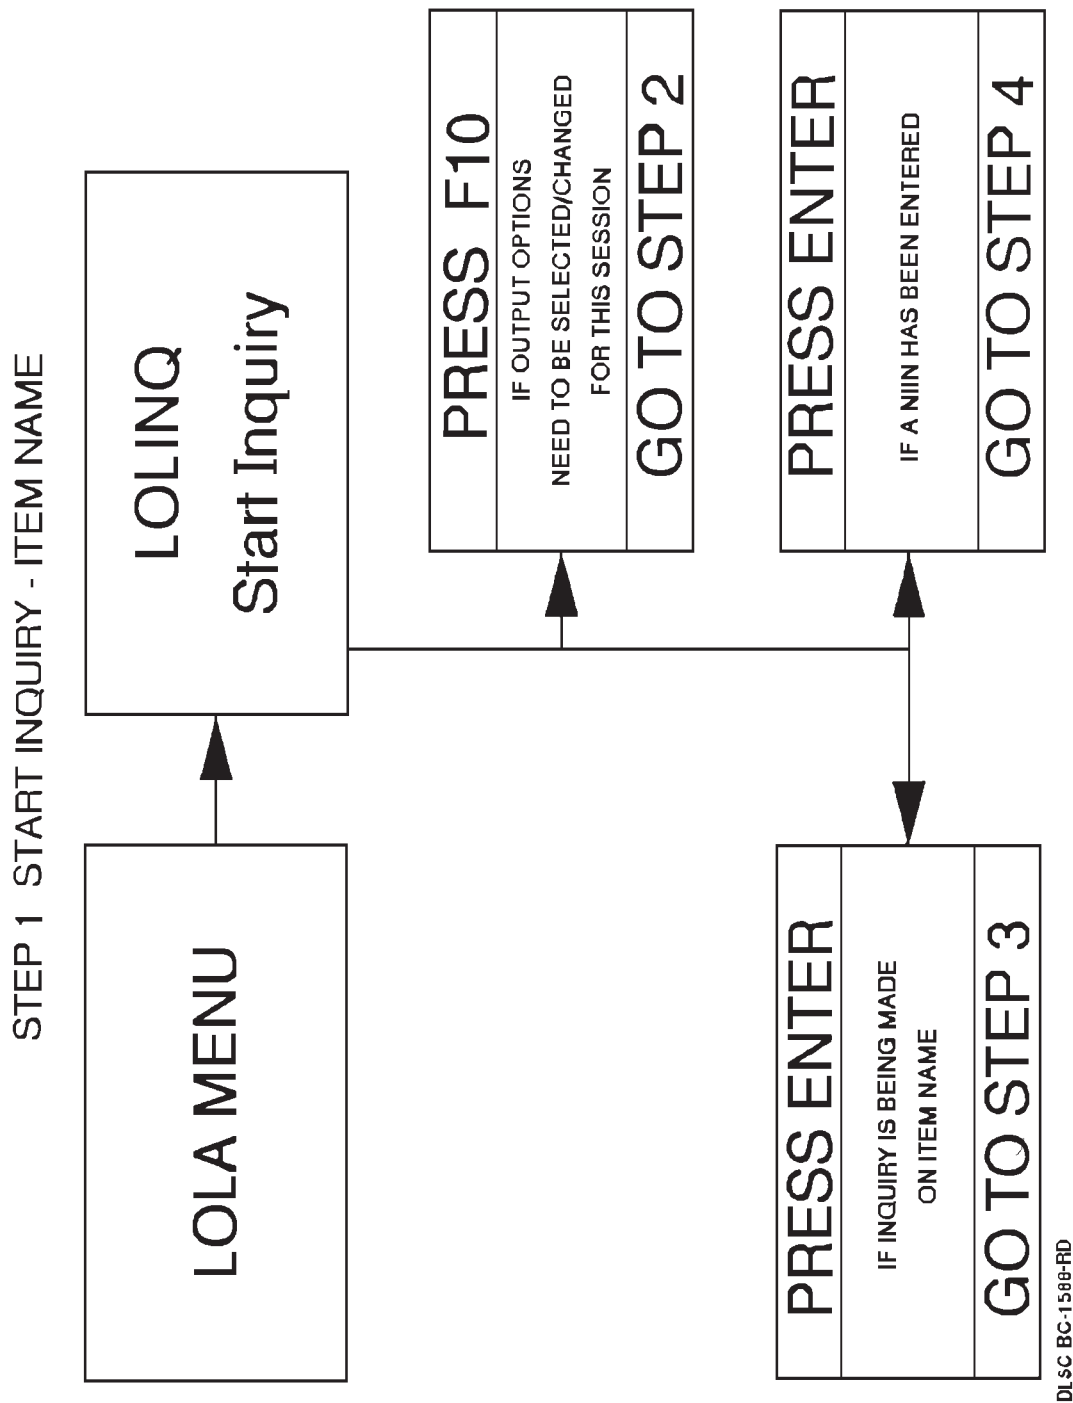 STEP 1 START INQUIRY - ITEM NAME
LOLA MENU
LOLINQ
Start Inquiry
PRESS F10
IF OUTPUT OPTIONS
NEED TO BE SELECTED/CHANGED
FOR THIS SESSION
GO TO STEP 2
PRESS ENTER
IF INQUIRY IS BEING MADE
ON ITEM NAME
GO TO STEP 3
PRESS ENTER
IF A NIIN HAS BEEN ENTERED
GO TO STEP 4
DLSC BC-1588-RD